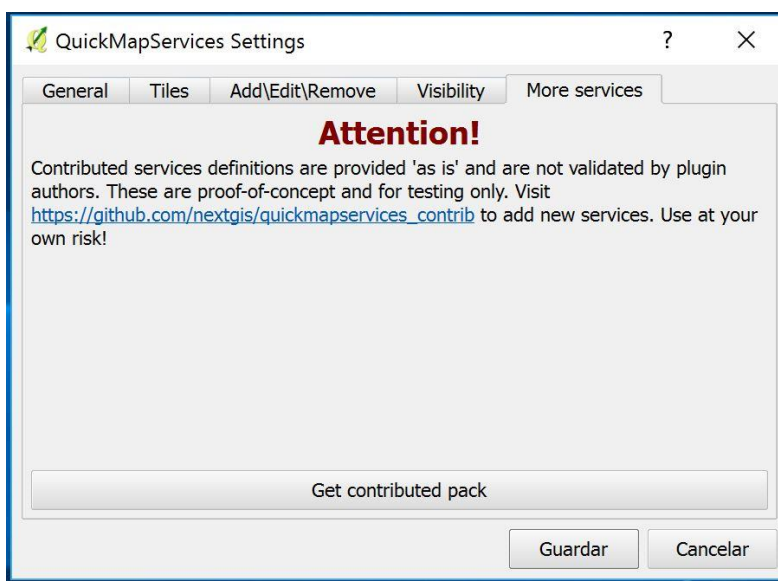 QuickMapServices Settings ?
General Tiles Add\Edit\Remove Visibility More services
Attention!
Contributed services definitions are provided 'as is' and are not validated by plugin
authors. These are proof-of-concept and for testing only. Visit
https://github.com/nextgis/quickmapservices_contrib to add new services. Use at your
own risk!
Get contributed pack
Guardar Cancelar